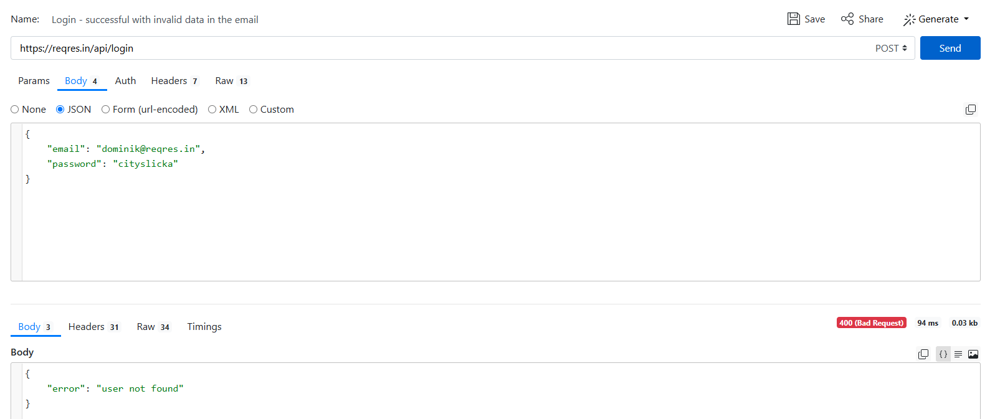 Name: Login - successful with invalid data in the email Save Share Generate
https://reqres.in/api/login POST Send
Params Body 4 Auth Headers 7 Raw 13
None JSON Form (url-encoded) XML Custom
{
"email": "dominik@reqres.in",
"password": "cityslicka"
}
Body 3 Headers 31 Raw 34 Timings 400 (Bad Request) 94 ms 0.03 kb
Body {}
{
"error": "user not found"
}